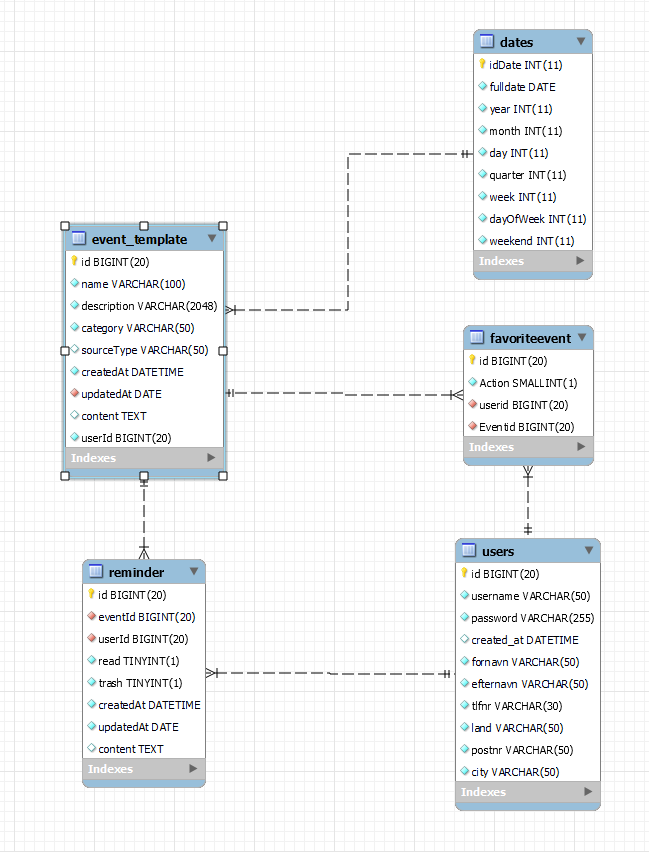 dates
idDate INT(11)
fulldate DATE
year INT(11)
month INT(11)
day INT(11)
quarter INT(11)
week INT(11)
dayOfWeek INT(11)
weekend INT(11)
Indexes
event_template
id BIGINT(20)
name VARCHAR(100)
description VARCHAR(2048)
category VARCHAR(50)
sourceType VARCHAR(50)
createdAt DATETIME
updatedAt DATE
content TEXT
userId BIGINT(20)
Indexes
favoriteevent
id BIGINT(20)
Action SMALLINT(1)
userid BIGINT(20)
Eventid BIGINT(20)
Indexes
reminder
id BIGINT(20)
eventId BIGINT(20)
userId BIGINT(20)
read TINYINT(1)
trash TINYINT(1)
createdAt DATETIME
updatedAt DATE
content TEXT
Indexes
users
id BIGINT(20)
username VARCHAR(50)
password VARCHAR(255)
created_at DATETIME
fornavn VARCHAR(50)
efternavn VARCHAR(50)
tlfnr VARCHAR(30)
land VARCHAR(50)
postnr VARCHAR(50)
city VARCHAR(50)
Indexes